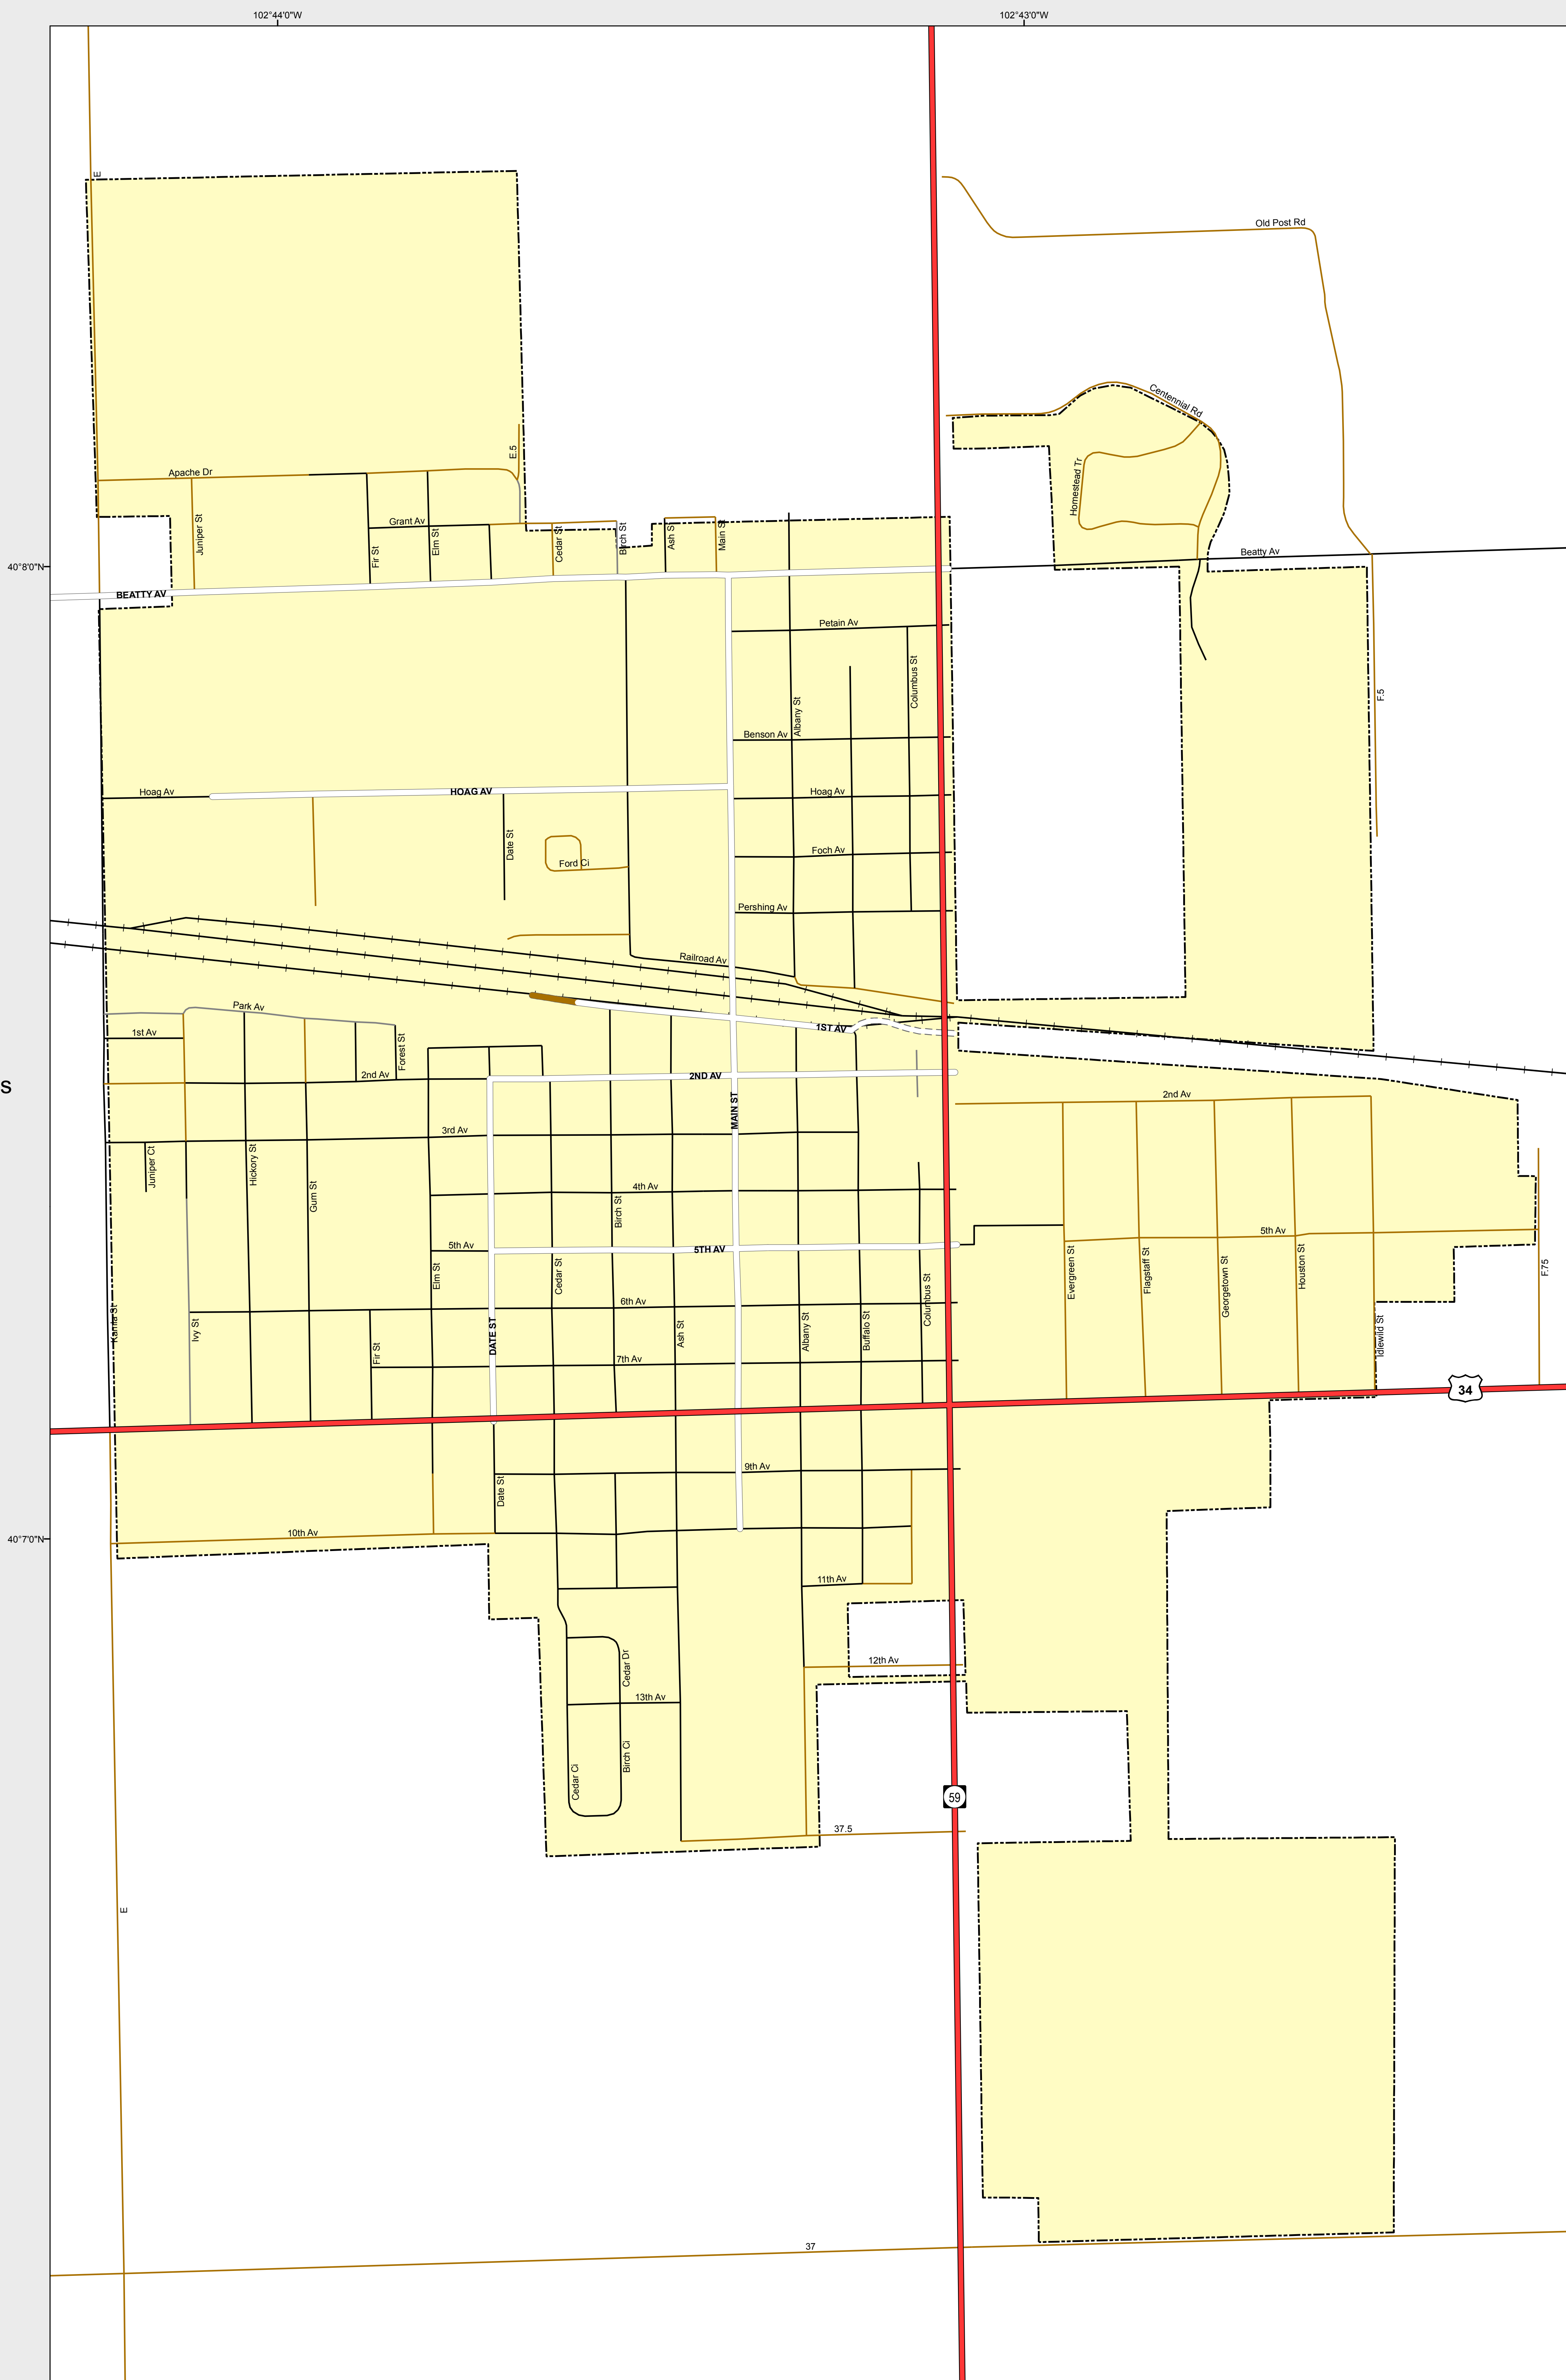 102°44'0"W
102°43'0"W
E
Old Post Rd
Centennial Rd
E.5
Apache Dr
Homestead Tr
Juniper St
Grant Av
Fir St
Elm St
Cedar St
Birch St
Ash St
Main St
Beatty Av
40°8'0"N
BEATTY AV
Petain Av
Columbus St
F.5
Albany St
Benson Av
Hoag Av
HOAG AV
Hoag Av
Date St
Foch Av
Ford Ci
Pershing Av
Railroad Av
Park Av
1st Av
1ST AV
Forest St
2nd Av
2ND AV
S
2nd Av
MAIN ST
3rd Av
Juniper Ct
Hickory St
Gum St
4th Av
Birch St
5th Av
5th Av
5TH AV
Elm St
Cedar St
Evergreen St
Flagstaff St
Georgetown St
Houston St
F.75
Columbus St
6th Av
Ivy St
Fir St
DATE ST
Ash St
Albany St
Buffalo St
Idlewild St
7th Av
34
9th Av
Date St
40°7'0"N
10th Av
11th Av
12th Av
Cedar Dr
13th Av
Birch Ci
Cedar Ci
59
37.5
E
37